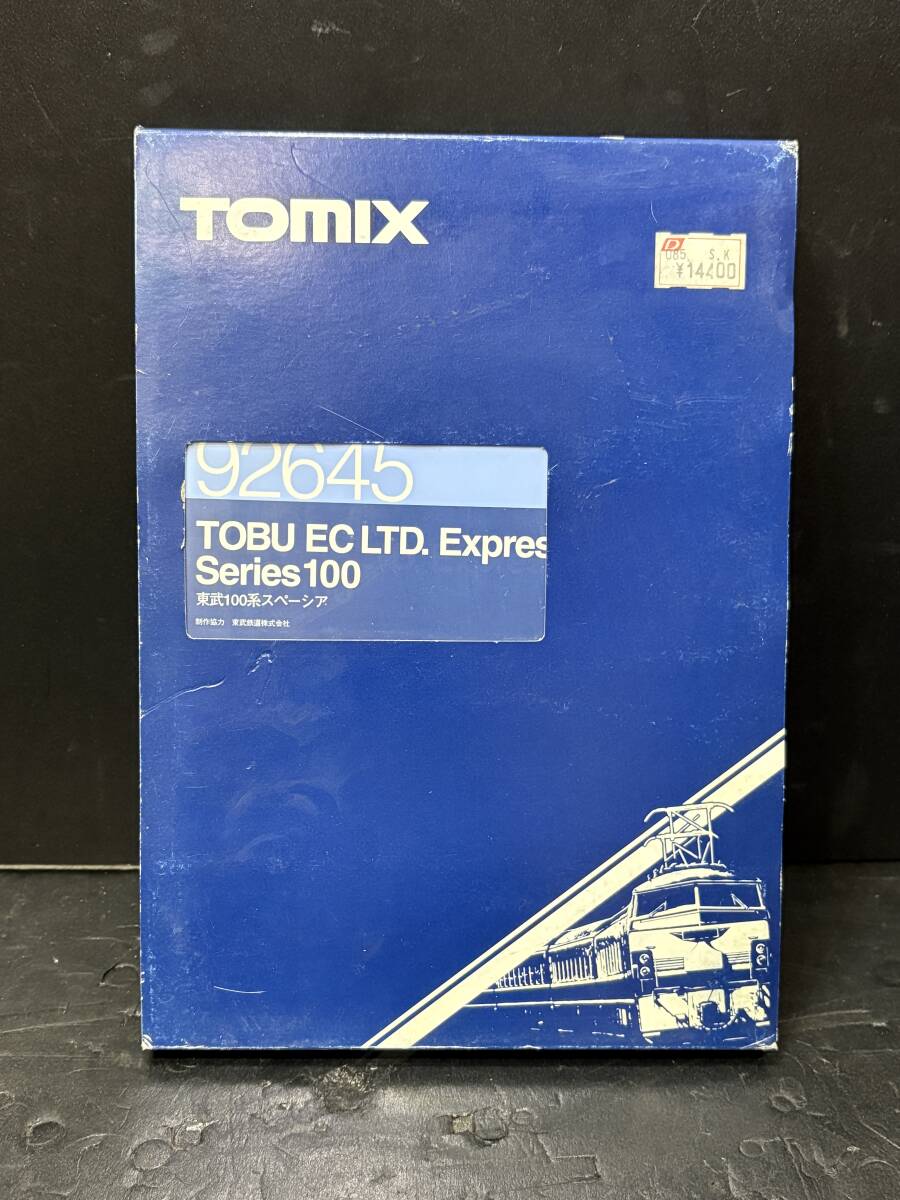 TOMIX
D
085 S.K
¥14400
92645
TOBU EC LTD. Expres
Series100
東武100系スペーシア
制作協力 東武鉄道株式会社